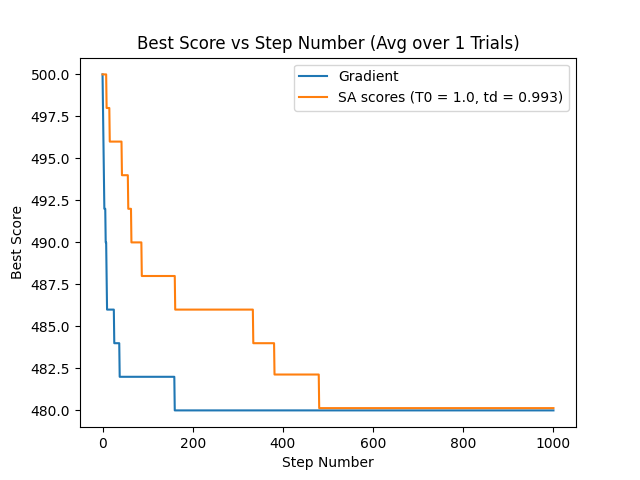 Best Score vs Step Number (Avg over 1 Trials)
Gradient
SA scores (T0 = 1.0, td = 0.993)
Best Score
500.0
497.5
495.0
492.5
490.0
487.5
485.0
482.5
480.0
0 200 400 600 800 1000
Step Number